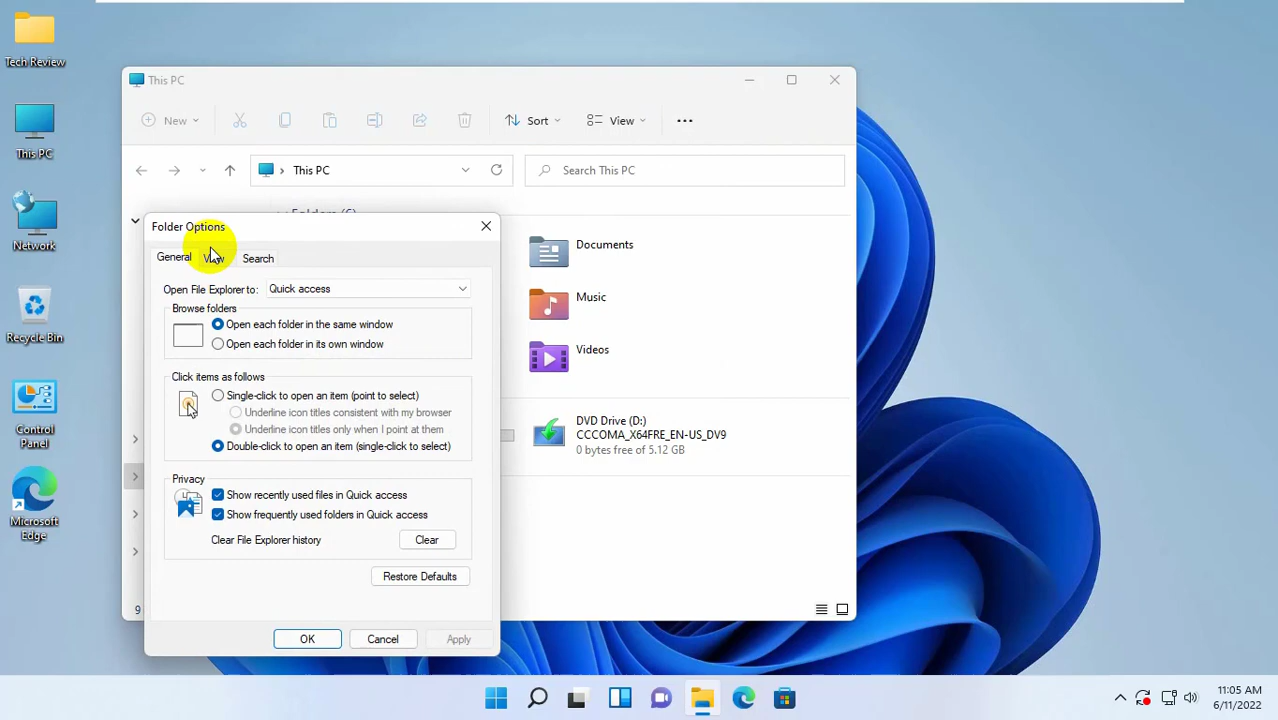 Tech Review
This PC
Network
Recycle Bin
Control
Panel
Microsoft
Edge
This PC
New
Sort
View
This PC
Search This PC
Documents
Music
Videos
DVD Drive (D:)
CCCOMA_X64FRE_EN-US_DV9
0 bytes free of 5.12 GB
9
Folder Options
General
Search
Open File Explorer to:
Quick access
Browse folders
Open each folder in the same window
Open each folder in its own window
Click items as follows
Single-click to open an item (point to select)
Underline icon titles consistent with my browser
Underline icon titles only when I point at them
Double-click to open an item (single-click to select)
Privacy
Show recently used files in Quick access
Show frequently used folders in Quick access
Clear File Explorer history
Clear
Restore Defaults
OK
Cancel
Apply
11:05 AM
6/11/2022